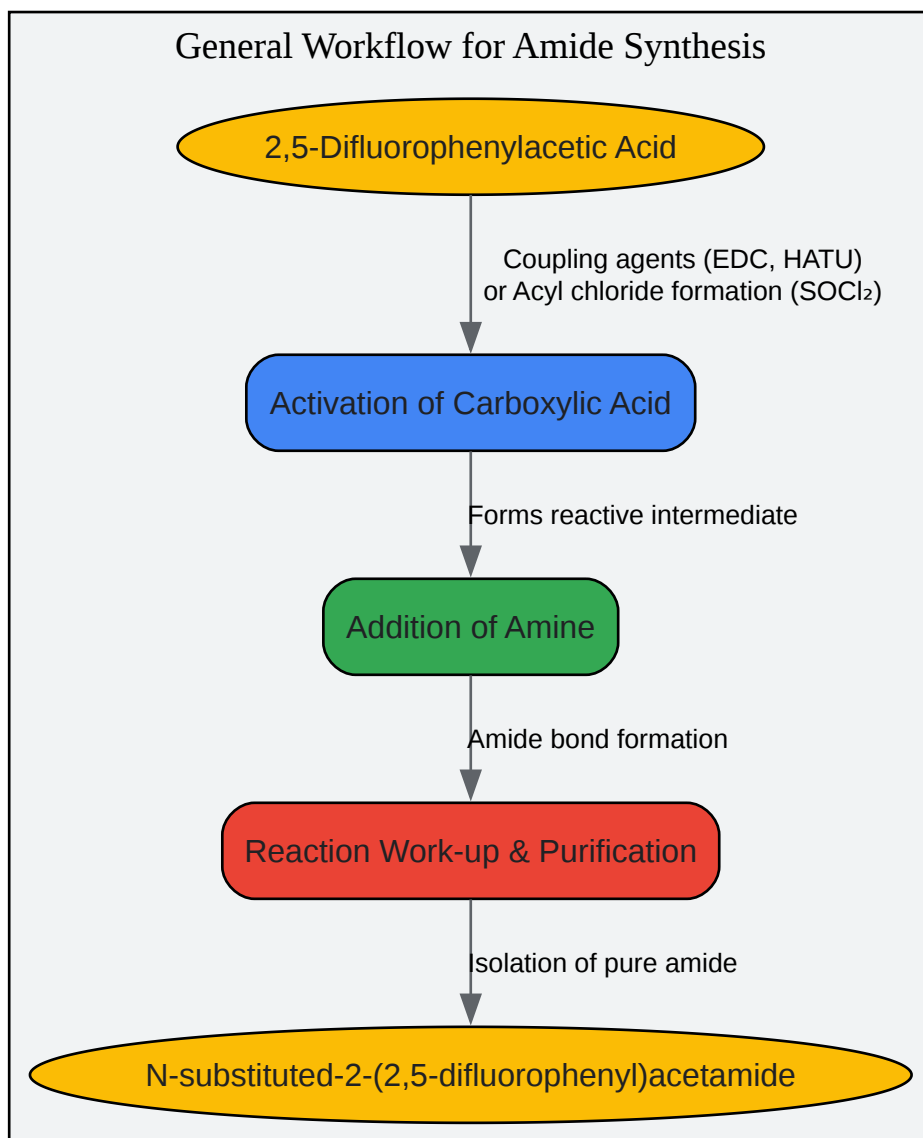 General Workflow for Amide Synthesis
2,5-Difluorophenylacetic Acid
Coupling agents (EDC, HATU)
or Acyl chloride formation (SOCl₂)
Activation of Carboxylic Acid
Forms reactive intermediate
Addition of Amine
Amide bond formation
Reaction Work-up & Purification
Isolation of pure amide
N-substituted-2-(2,5-difluorophenyl)acetamide